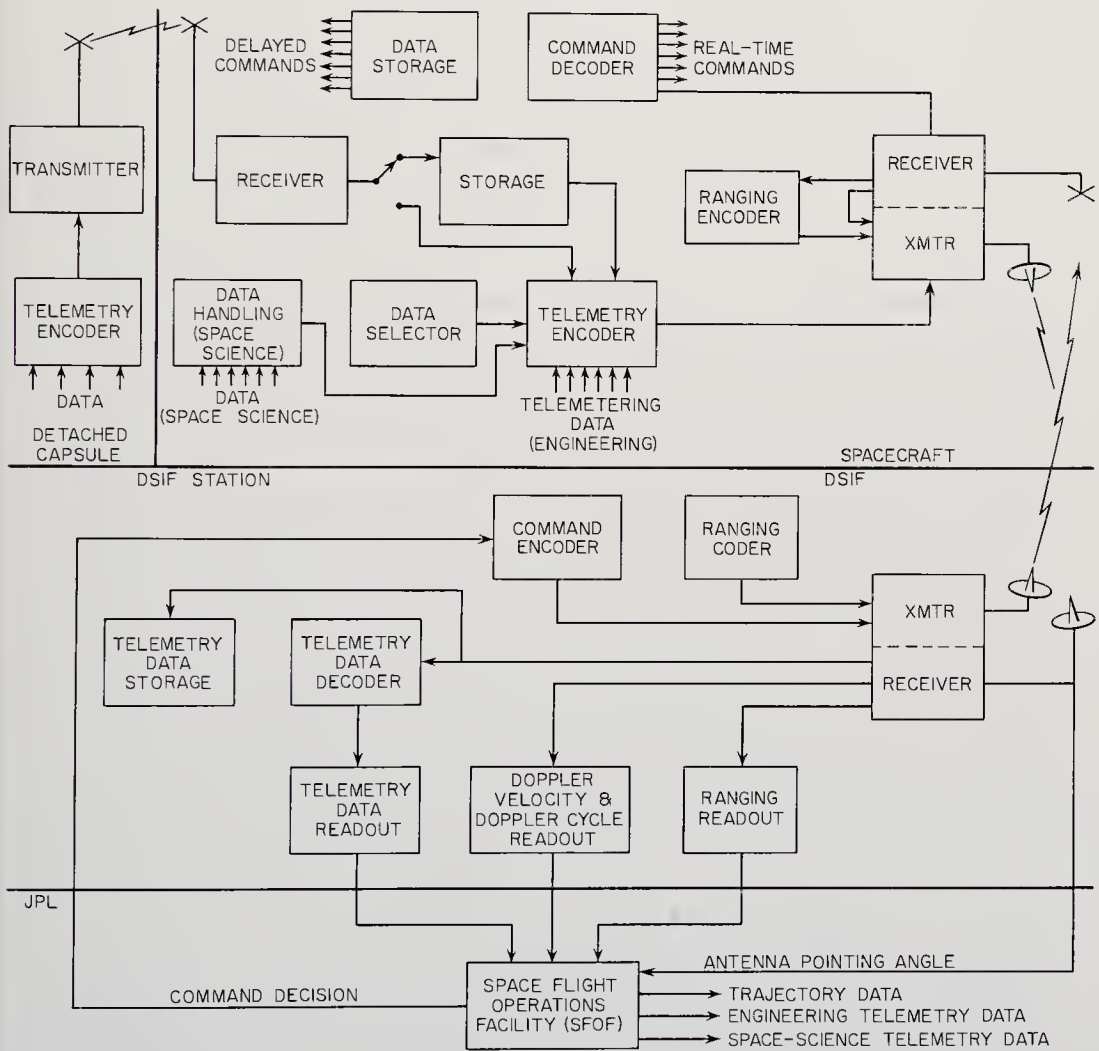 DELAYED
COMMANDS
DATA
STORAGE
COMMAND
DECODER
REAL-TIME
COMMANDS
TRANSMITTER
RECEIVER
STORAGE
RANGING
ENCODER
RECEIVER
XMTR
TELEMETRY
ENCODER
DATA
HANDLING
(SPACE
SCIENCE)
DATA
SELECTOR
TELEMETRY
ENCODER
DATA
DATA
(SPACE SCIENCE)
TELEMETERING
DATA
(ENGINEERING)
DETACHED
CAPSULE
SPACECRAFT
DSIF STATION
DSIF
COMMAND
ENCODER
RANGING
CODER
XMTR
RECEIVER
TELEMETRY
DATA
STORAGE
TELEMETRY
DATA
DECODER
TELEMETRY
DATA
READOUT
DOPPLER
VELOCITY &
DOPPLER CYCLE
READOUT
RANGING
READOUT
JPL
ANTENNA POINTING ANGLE
COMMAND DECISION
SPACE FLIGHT
OPERATIONS
FACILITY (SFOF)
TRAJECTORY DATA
ENGINEERING TELEMETRY DATA
SPACE-SCIENCE TELEMETRY DATA